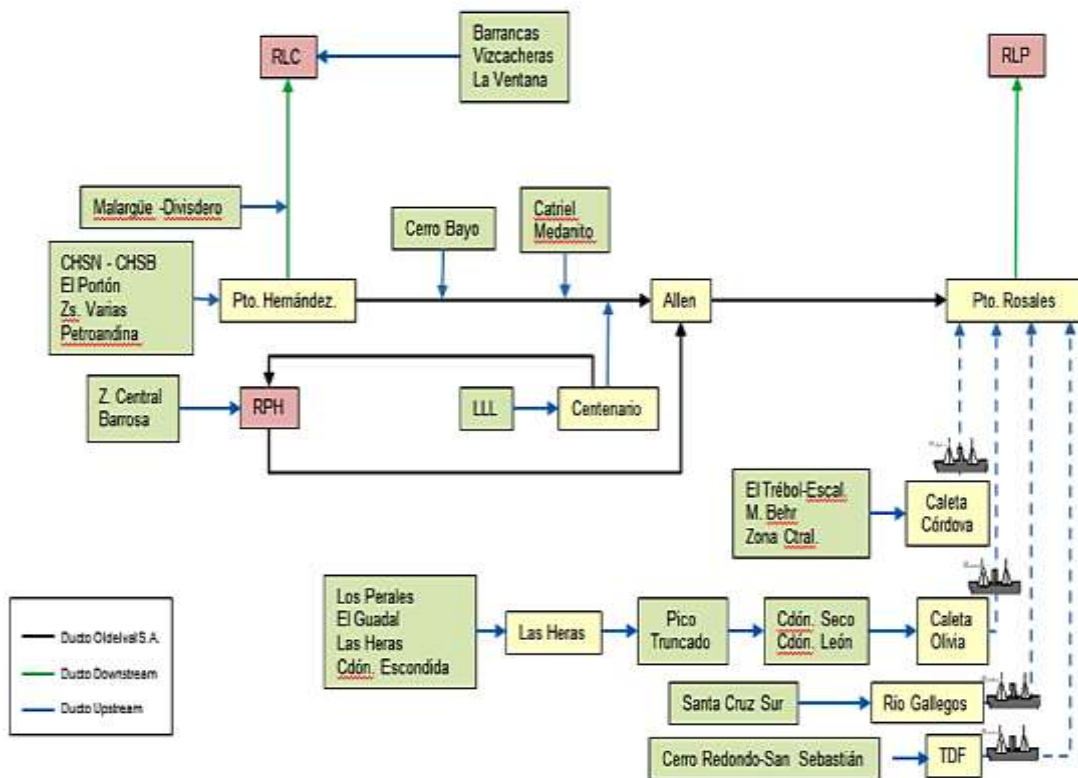 Barrancas
Vizcacheras
La Ventana
RLC
RLP
Malargüe -Divisdero
Cerro Bayo
Catriel
Medanito
CHSN - CHSB
El Portón
Zs. Varias
Petroandina
Pto. Hernández.
Allen
Pto. Rosales
Z. Central
Barrosa
RPH
LLL
Centenario
El Trébol-Escal.
M. Behr
Zona Ctral.
Caleta
Córdova
Los Perales
El Guadal
Las Heras
Cdón. Escondida
Las Heras
Pico
Truncado
Cdón. Seco
Cdón. León
Caleta
Olivia
Ducto Oldelval S.A.
Ducto Downstream
Ducto Upstream
Santa Cruz Sur
Río Gallegos
Cerro Redondo-San Sebastián
TDF